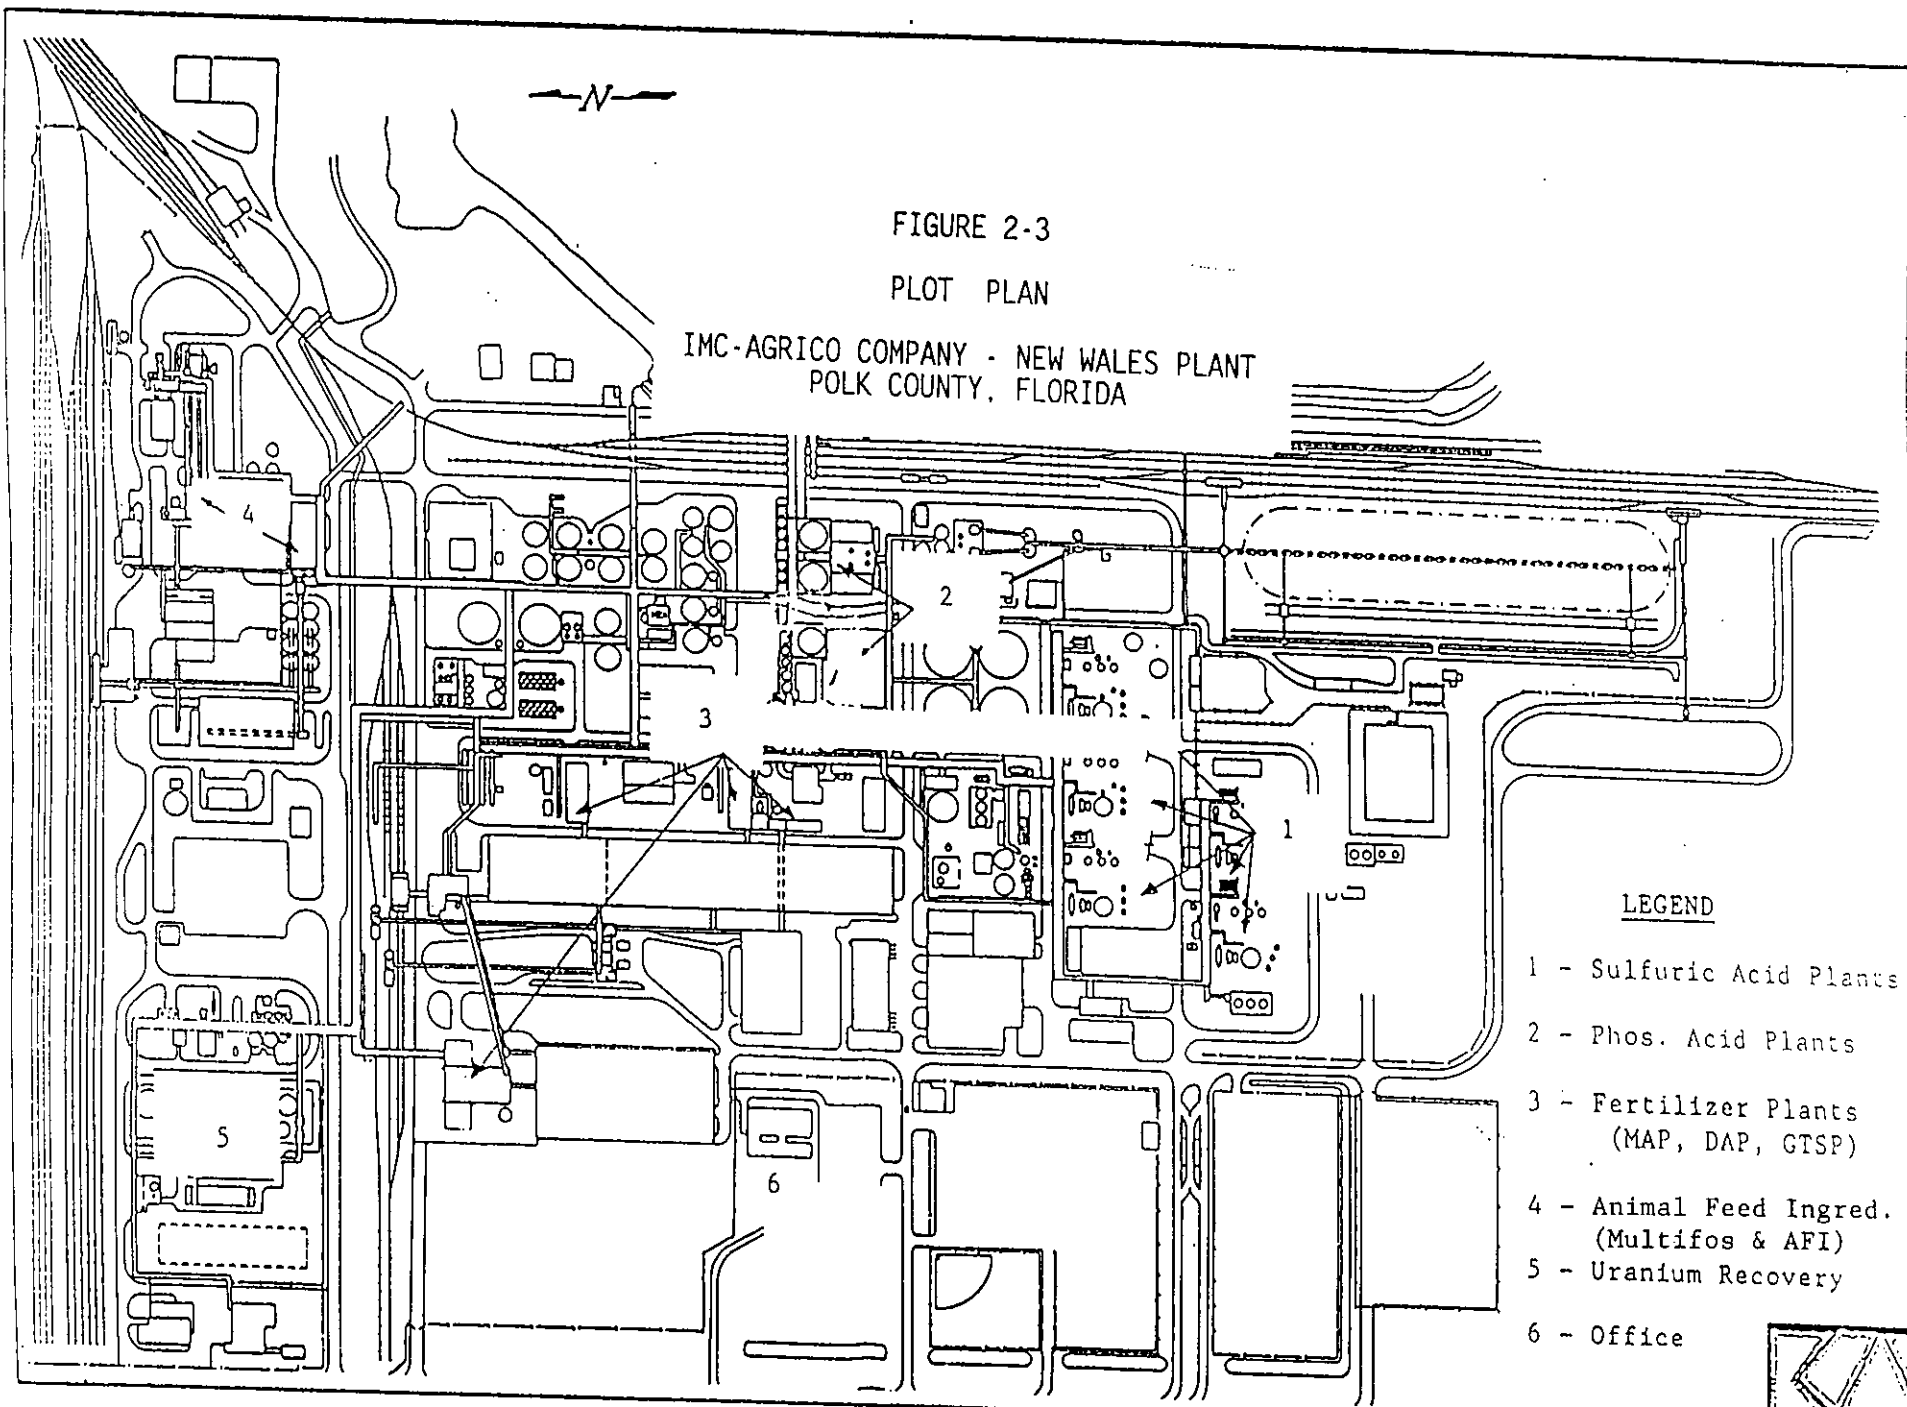 N
FIGURE 2-3
PLOT PLAN
IMC-AGRICO COMPANY - NEW WALES PLANT
POLK COUNTY, FLORIDA
4
2
3
1
5
6
LEGEND
1 - Sulfuric Acid Plants
2 - Phos. Acid Plants
3 - Fertilizer Plants
(MAP, DAP, GTSP)
4 - Animal Feed Ingred.
(Multifos & AFI)
5 - Uranium Recovery
6 - Office